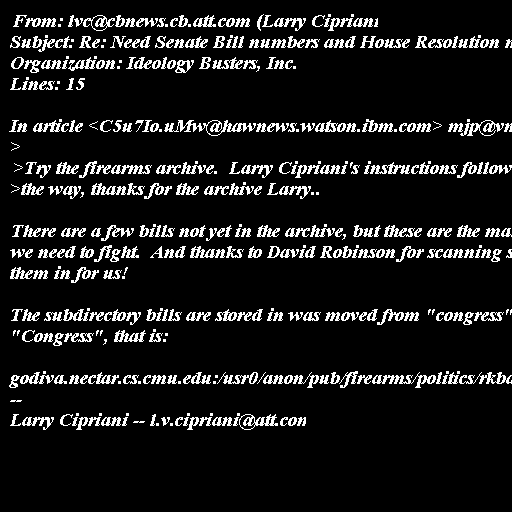 From: lvc@cbnews.cb.att.com (Larry Cipriani
Subject: Re: Need Senate Bill numbers and House Resolution n
Organization: Ideology Busters, Inc.
Lines: 15

In article <C5u7Io.uMw@hawnews.watson.ibm.com> mjp@vn
>
>Try the firearms archive.  Larry Cipriani's instructions follow
>the way, thanks for the archive Larry..

There are a few bills not yet in the archive, but these are the ma
we need to fight.  And thanks to David Robinson for scanning s
them in for us!

The subdirectory bills are stored in was moved from "congress"
"Congress", that is:

godiva.nectar.cs.cmu.edu:/usr0/anon/pub/firearms/politics/rkba
--
Larry Cipriani -- l.v.cipriani@att.com